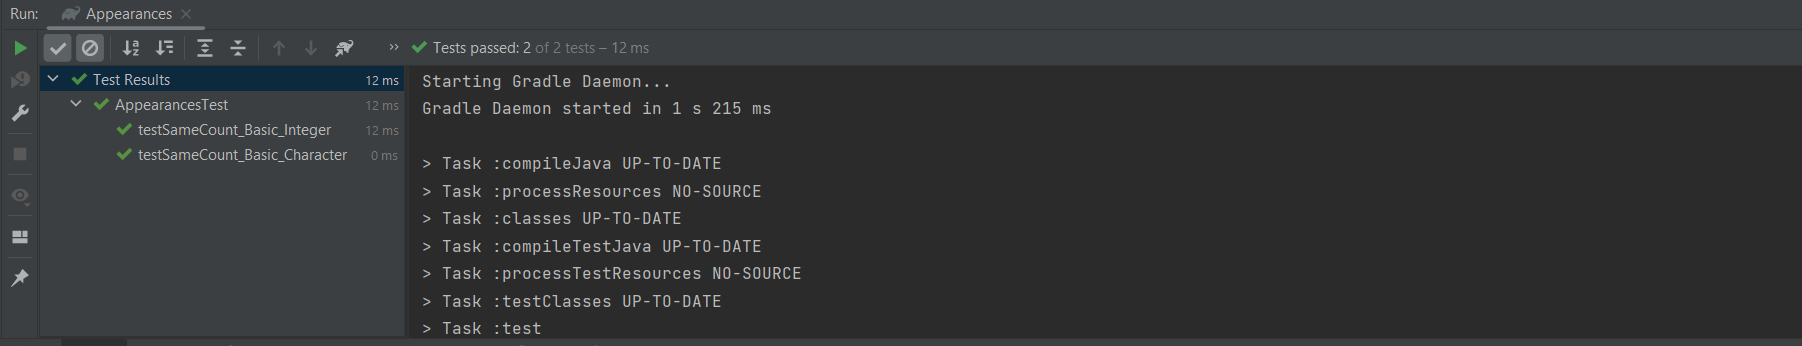 Run: Appearances
Tests passed: 2 of 2 tests – 12 ms
Test Results 12 ms
AppearancesTest 12 ms
testSameCount_Basic_Integer 12 ms
testSameCount_Basic_Character 0 ms
Starting Gradle Daemon...
Gradle Daemon started in 1 s 215 ms
> Task :compileJava UP-TO-DATE
> Task :processResources NO-SOURCE
> Task :classes UP-TO-DATE
> Task :compileTestJava UP-TO-DATE
> Task :processTestResources NO-SOURCE
> Task :testClasses UP-TO-DATE
> Task :test